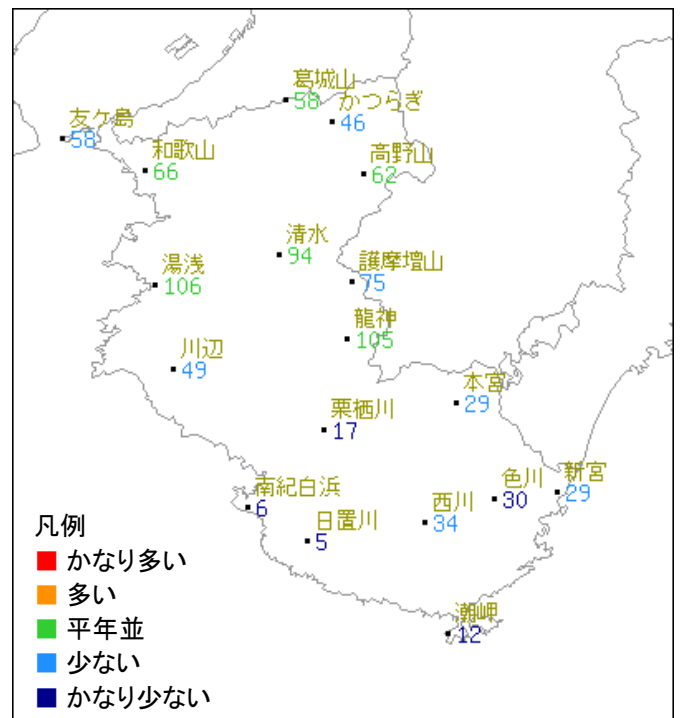 葛城山
58
かつらぎ
46
友ケ島
58
和歌山
66
高野山
62
清水
94
護摩壇山
75
湯浅
106
龍神
105
川辺
49
本宮
29
栗栖川
17
南紀白浜
6
日置川
5
西川
34
色川
30
新宮
29
潮岬
12
凡例
かなり多い
多い
平年並
少ない
かなり少ない